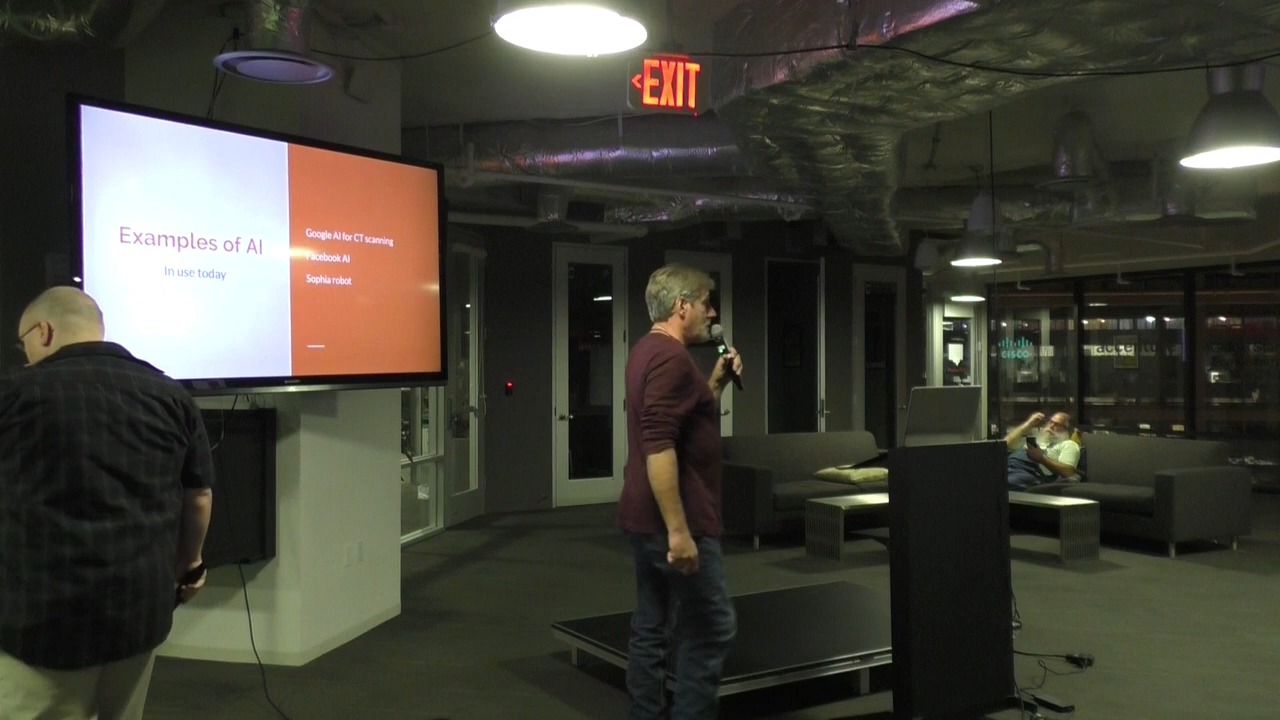 EXIT
Examples of AI
In use today
Google AI for CT scanning
Facebook AI
Sophia robot
CISCO